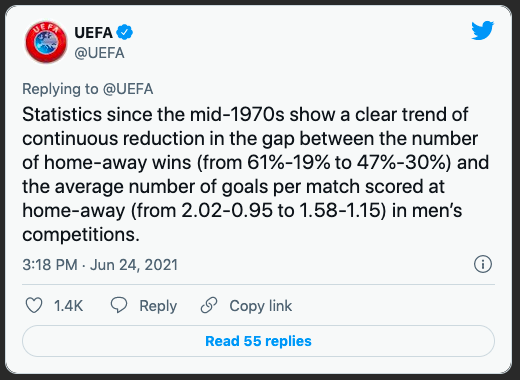 UEFA
UEFA
@UEFA
Replying to @UEFA
Statistics since the mid-1970s show a clear trend of
continuous reduction in the gap between the number
of home-away wins (from 61%-19% to 47%-30%) and
the average number of goals per match scored at
home-away (from 2.02-0.95 to 1.58-1.15) in men’s
competitions.
3:18 PM · Jun 24, 2021
1.4K Reply Copy link
Read 55 replies